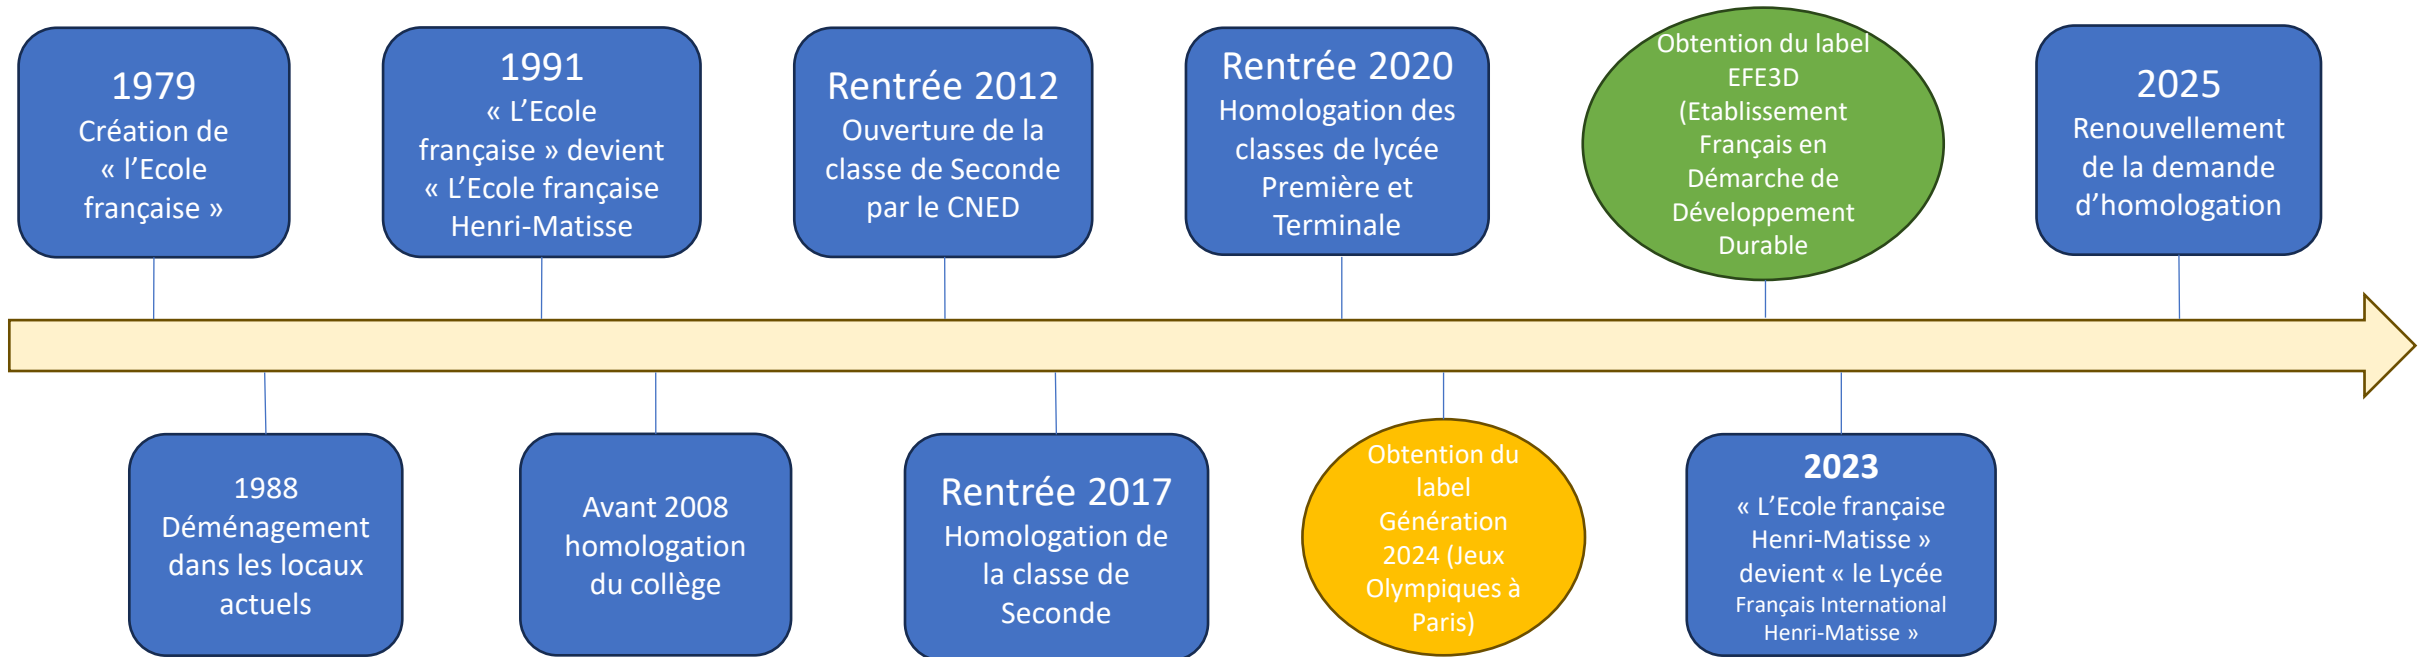 1979
Création de
« l’Ecole
française »
1991
« L’Ecole
française » devient
« L’Ecole française
Henri-Matisse
Rentrée 2012
Ouverture de la
classe de Seconde
par le CNED
Rentrée 2020
Homologation des
classes de lycée
Première et
Terminale
Obtention du label
EFE3D
(Etablissement
Français en
Démarche de
Développement
Durable
2025
Renouvellement
de la demande
d’homologation
1988
Déménagement
dans les locaux
actuels
Avant 2008
homologation
du collège
Rentrée 2017
Homologation de
la classe de
Seconde
Obtention du
label
Génération
2024 (Jeux
Olympiques à
Paris)
2023
« L’Ecole française
Henri-Matisse »
devient « le Lycée
Français International
Henri-Matisse »